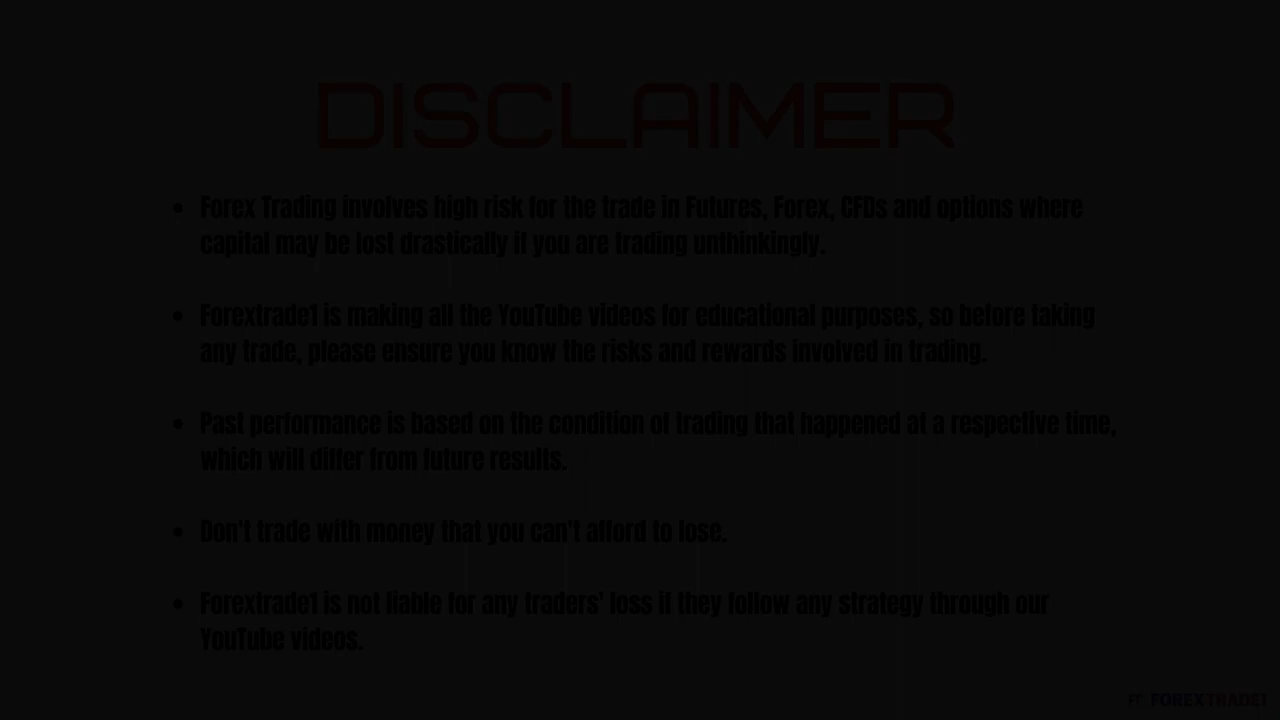 DISCLAIMER
• Forex Trading involves high risk for the trade in Futures, Forex, CFDs and options where
capital may be lost drastically if you are trading unthinkingly.
• Forextrade1 is making all the YouTube videos for educational purposes, so before taking
any trade, please ensure you know the risks and rewards involved in trading.
• Past performance is based on the condition of trading that happened at a respective time,
which will differ from future results.
• Don't trade with money that you can't afford to lose.
• Forextrade1 is not liable for any traders' loss if they follow any strategy through our
YouTube videos.
FOREXTRADE1